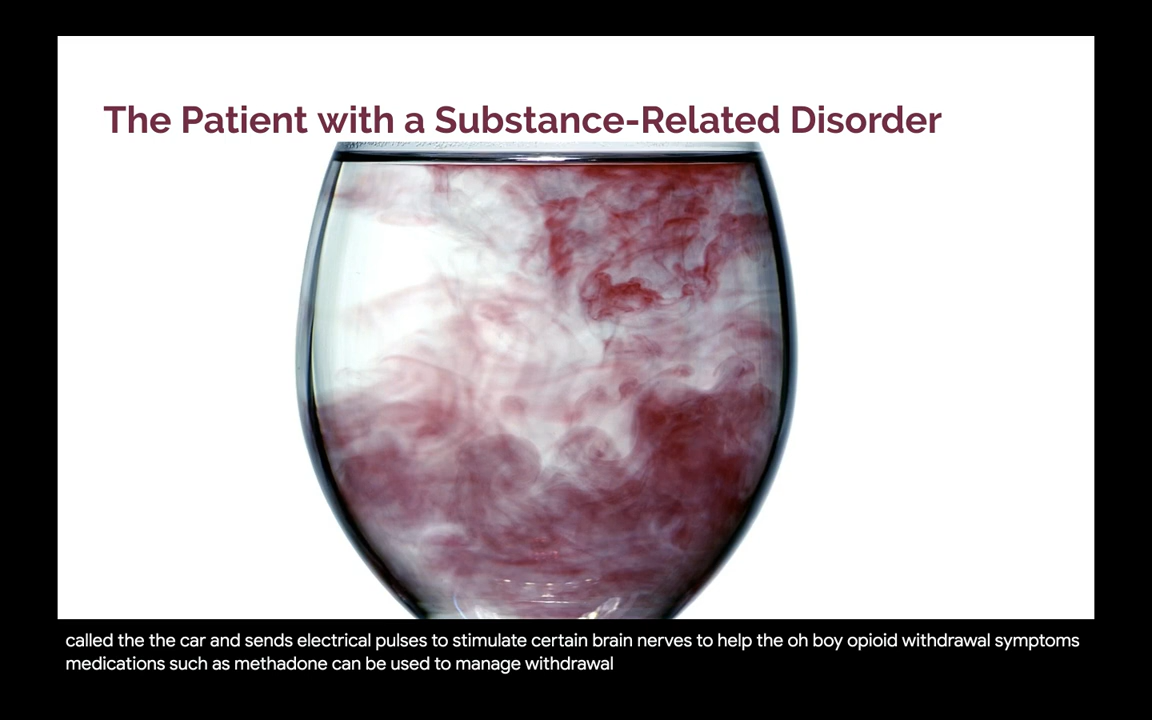 The Patient with a Substance-Related Disorder
called the the car and sends electrical pulses to stimulate certain brain nerves to help the oh boy opioid withdrawal symptoms
medications such as methadone can be used to manage withdrawal